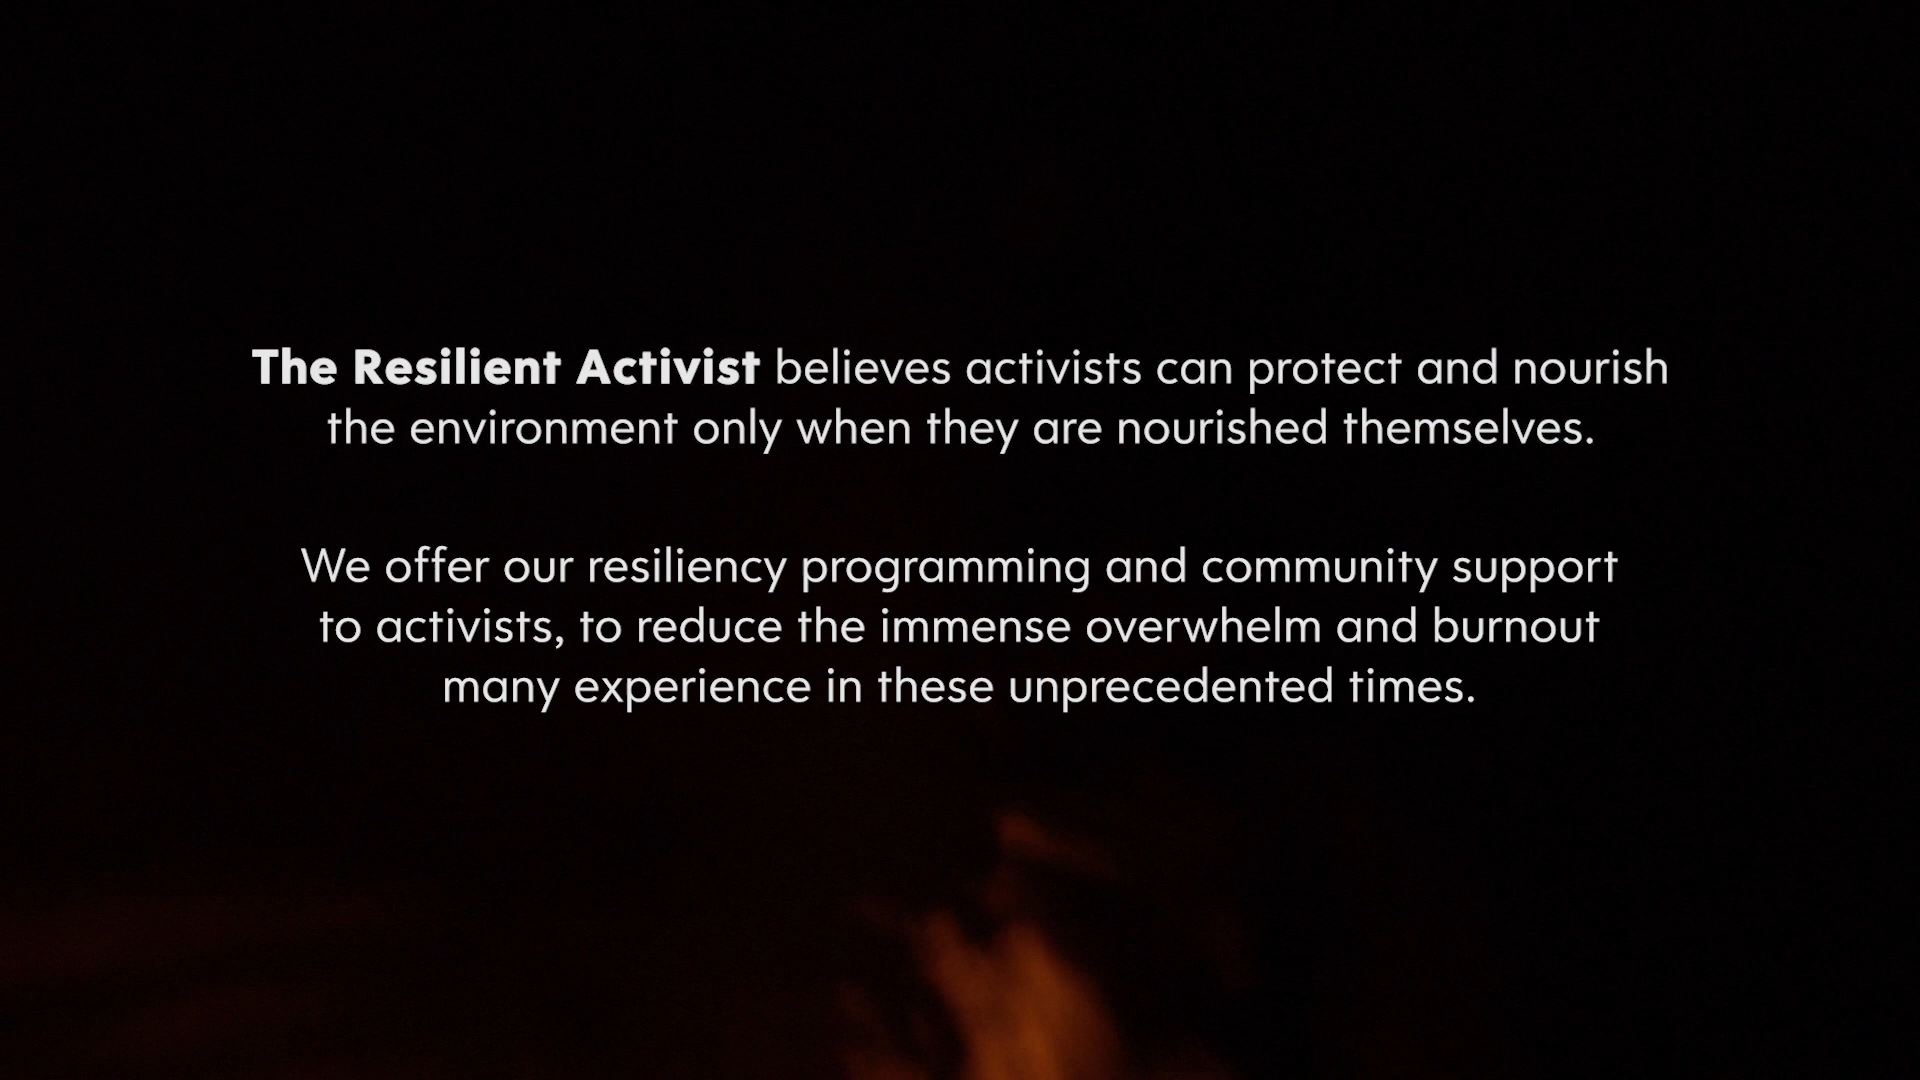 The Resilient Activist believes activists can protect and nourish
the environment only when they are nourished themselves.
We offer our resiliency programming and community support
to activists, to reduce the immense overwhelm and burnout
many experience in these unprecedented times.